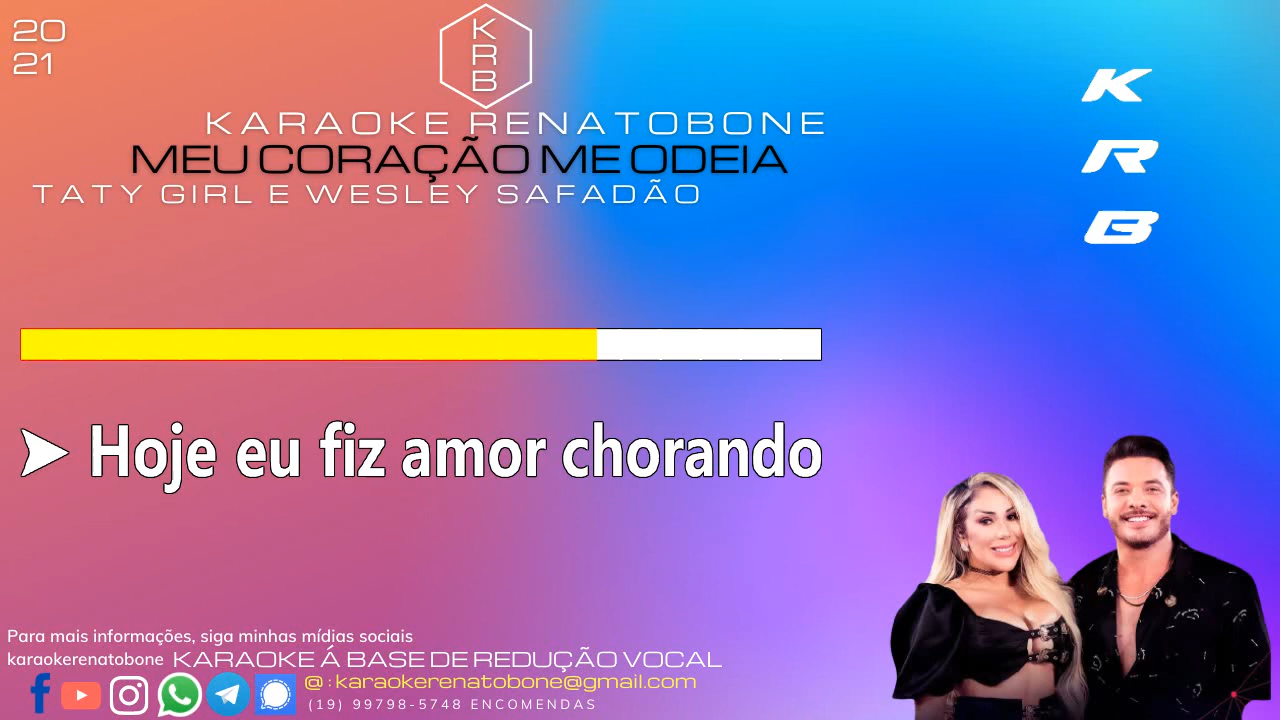 20
21
K
R
B
KARAOKE RENATOBONE
MEU CORAÇÃO ME ODEIA
TATY GIRL E WESLEY SAFADÃO
K
R
B
➤ Hoje eu fiz amor chorando
Para mais informações, siga minhas mídias sociais
karaokerenatobone KARAOKE Á BASE DE REDUÇÃO VOCAL
@ : karaokerenatobone@gmail.com
(19) 99798-5748 ENCOMENDAS